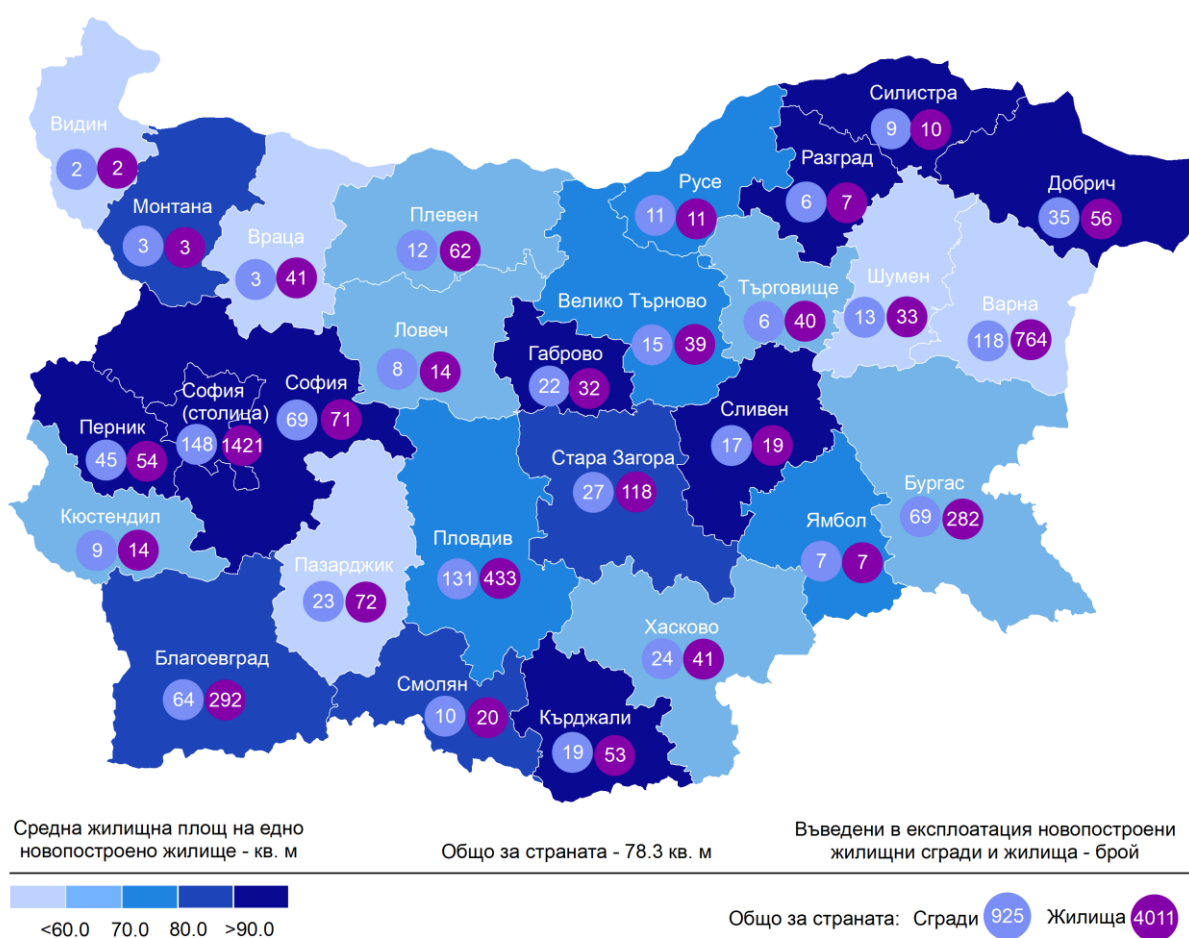 Видин
2 2
Монтана
3 3
Враца
3 41
Плевен
12 62
Ловеч
8 14
Велико Търново
15 39
Русе
11 11
Силистра
9 10
Разград
6 7
Добрич
35 56
Търговище
6 40
Шумен
13 33
Варна
118 764
Габрово
22 32
София
69 71
София
(столица)
148 1421
Перник
45 54
Кюстендил
9 14
Сливен
17 19
Стара Загора
27 118
Бургас
69 282
Ямбол
7 7
Пловдив
131 433
Пазарджик
23 72
Благоевград
64 292
Смолян
10 20
Хасково
24 41
Кърджали
19 53
Средна жилищна площ на едно
новопостроено жилище - кв. м
Общо за страната - 78.3 кв. м
Въведени в експлоатация новопостроени
жилищни сгради и жилища - брой
<60.0 70.0 80.0 >90.0
Общо за страната: Сгради 925 Жилища 4011